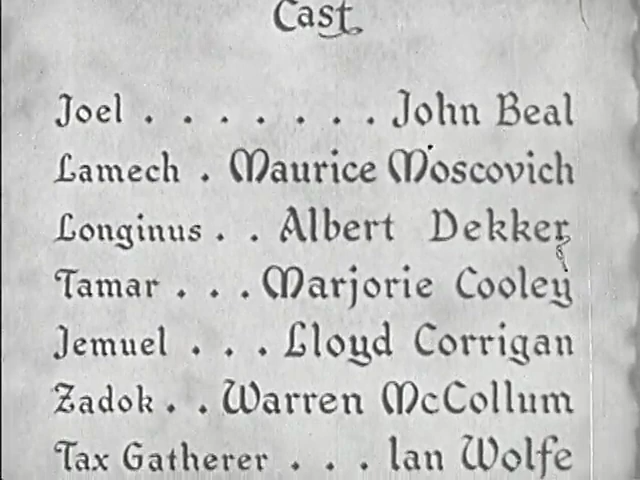 Cast
Joel . . . . . . . John Beal
Lamech . Maurice Moscovich
Longinus . . Albert Dekker
Tamar . . . Marjorie Cooley
Jemuel . . . Lloyd Corrigan
Zadok . . Warren McCollum
Tax Gatherer . . . Ian Wolfe